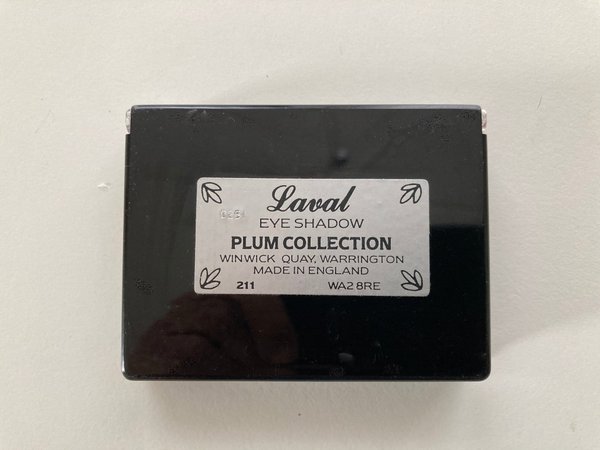 Laval
EYE SHADOW
PLUM COLLECTION
WINWICK QUAY, WARRINGTON
MADE IN ENGLAND
211 WA2 8RE